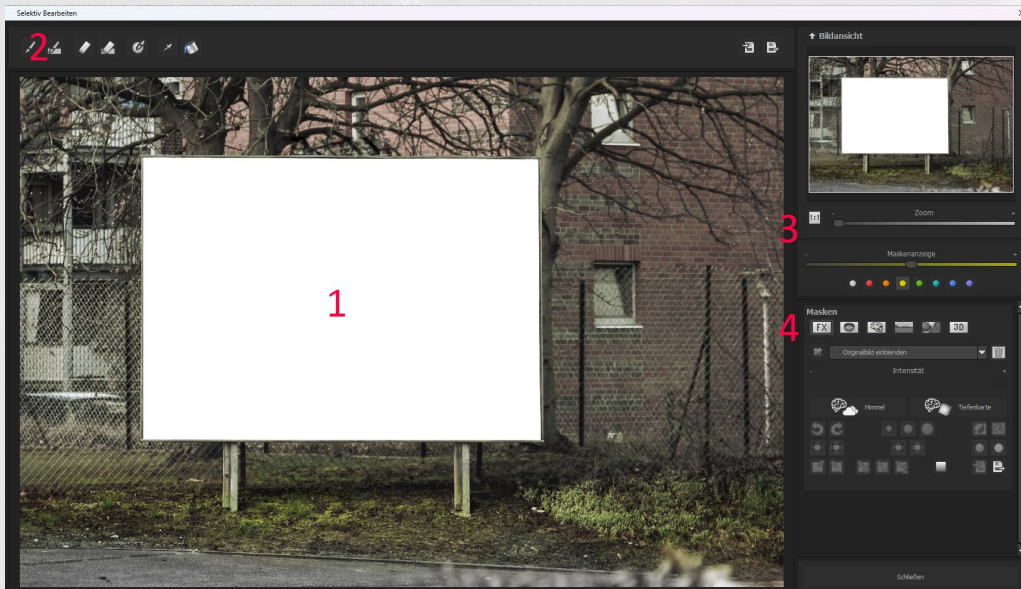 Selektiv Bearbeiten
2
Bildansicht
1:1
- Zoom +
3
- Maskenanzeige +
1
4
Masken
FX
3D
Originalbild einblenden
- Intensität +
Himmel
Tiefenkarte
Schließen